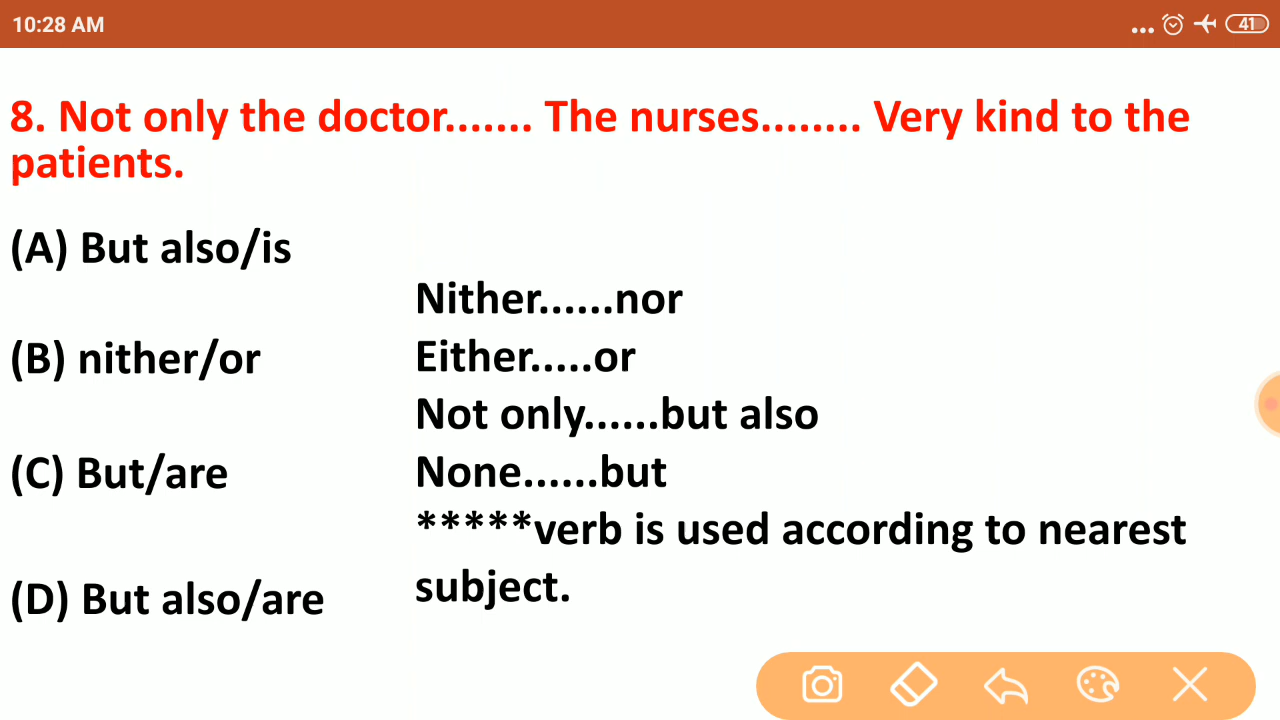 10:28 AM
41
8. Not only the doctor....... The nurses........ Very kind to the
patients.
(A) But also/is
Nither......nor
(B) nither/or
Either.....or
Not only......but also
(C) But/are
None......but
*****verb is used according to nearest
subject.
(D) But also/are